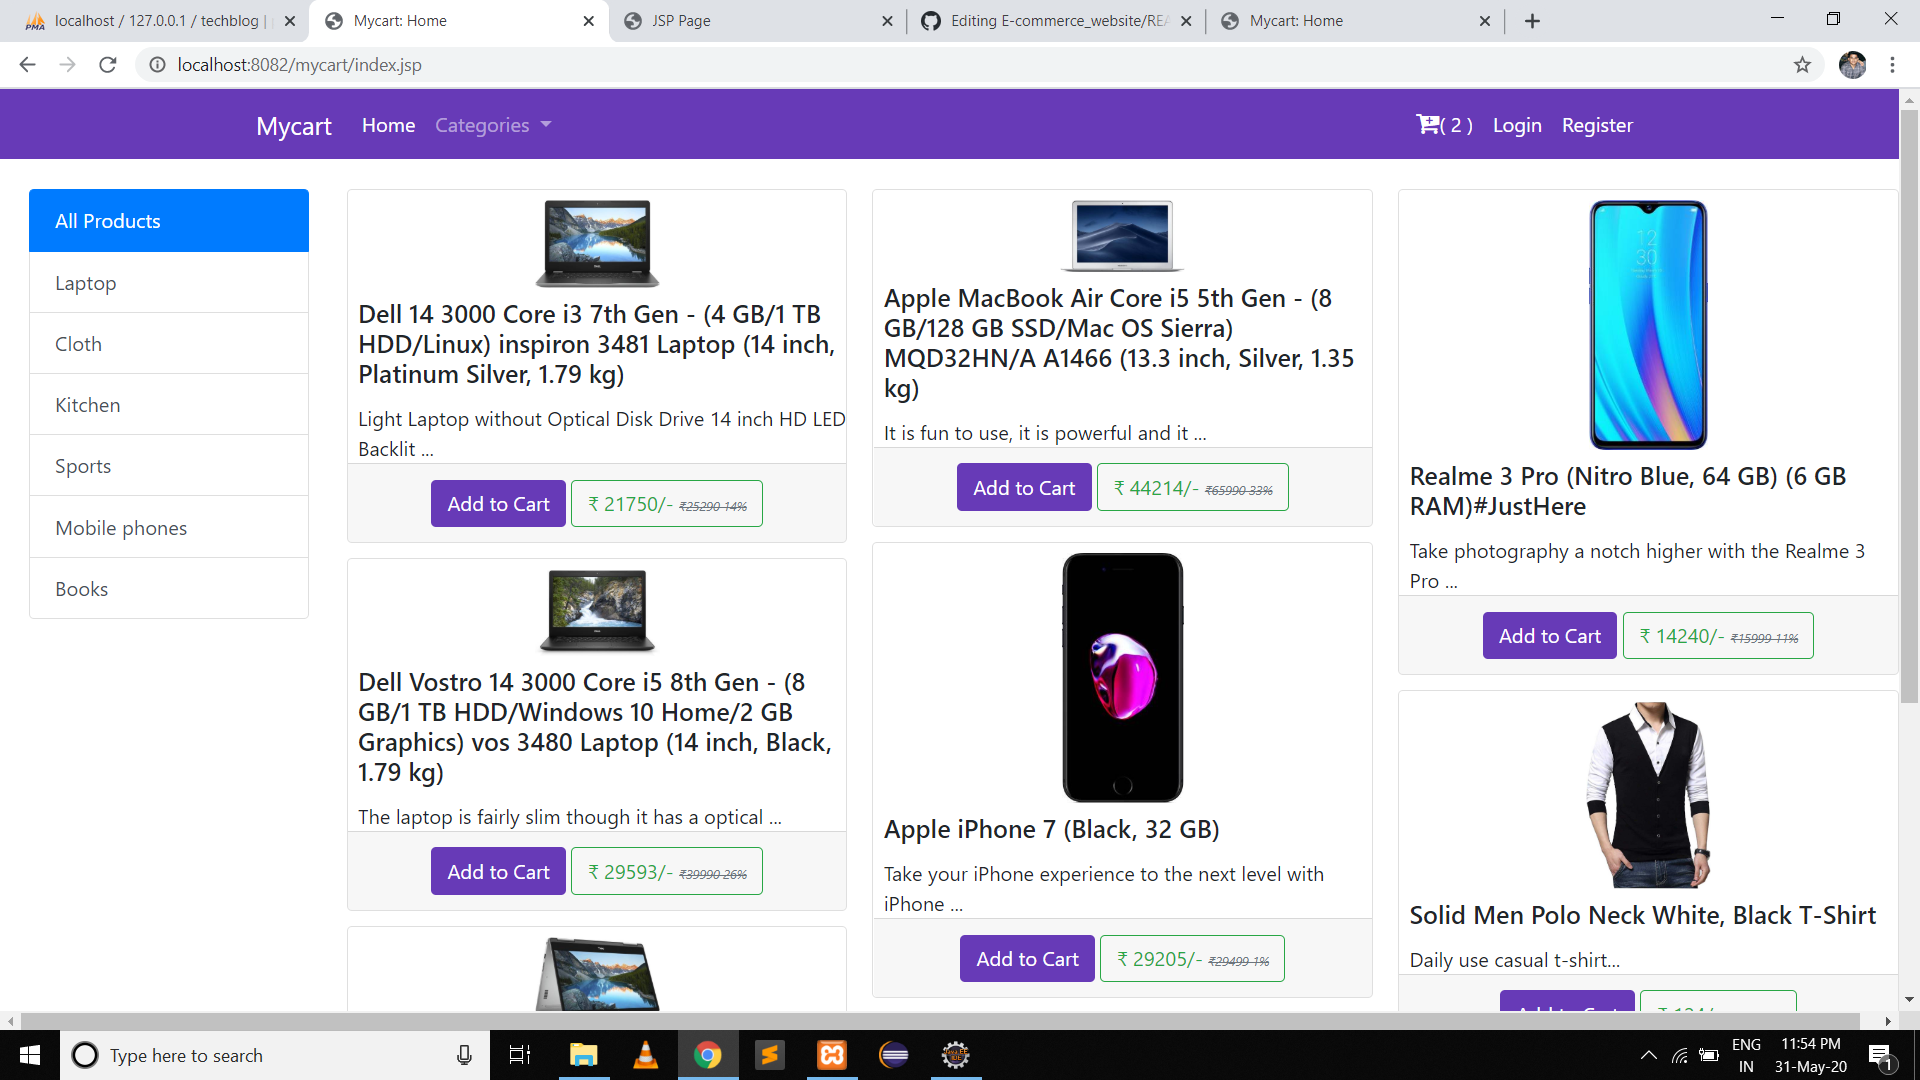 localhost / 127.0.0.1 / techblog |
Mycart: Home
JSP Page
Editing E-commerce_website/REA
Mycart: Home
localhost:8082/mycart/index.jsp
Mycart
Home
Categories
( 2 )
Login
Register
All Products
Laptop
Cloth
Kitchen
Sports
Mobile phones
Books
Dell 14 3000 Core i3 7th Gen - (4 GB/1 TB
HDD/Linux) inspiron 3481 Laptop (14 inch,
Platinum Silver, 1.79 kg)
Light Laptop without Optical Disk Drive 14 inch HD LED
Backlit ...
Add to Cart
₹ 21750/- ₹25290 14%
Dell Vostro 14 3000 Core i5 8th Gen - (8
GB/1 TB HDD/Windows 10 Home/2 GB
Graphics) vos 3480 Laptop (14 inch, Black,
1.79 kg)
The laptop is fairly slim though it has a optical ...
Add to Cart
₹ 29593/- ₹39990 26%
Apple MacBook Air Core i5 5th Gen - (8
GB/128 GB SSD/Mac OS Sierra)
MQD32HN/A A1466 (13.3 inch, Silver, 1.35
kg)
It is fun to use, it is powerful and it ...
Add to Cart
₹ 44214/- ₹65990 33%
Apple iPhone 7 (Black, 32 GB)
Take your iPhone experience to the next level with
iPhone ...
Add to Cart
₹ 29205/- ₹29499 1%
12
30
Realme 3 Pro (Nitro Blue, 64 GB) (6 GB
RAM)#JustHere
Take photography a notch higher with the Realme 3
Pro ...
Add to Cart
₹ 14240/- ₹15999 11%
Solid Men Polo Neck White, Black T-Shirt
Daily use casual t-shirt...
Add to Cart
PMA
Type here to search
ENG
IN
11:54 PM
31-May-20
1